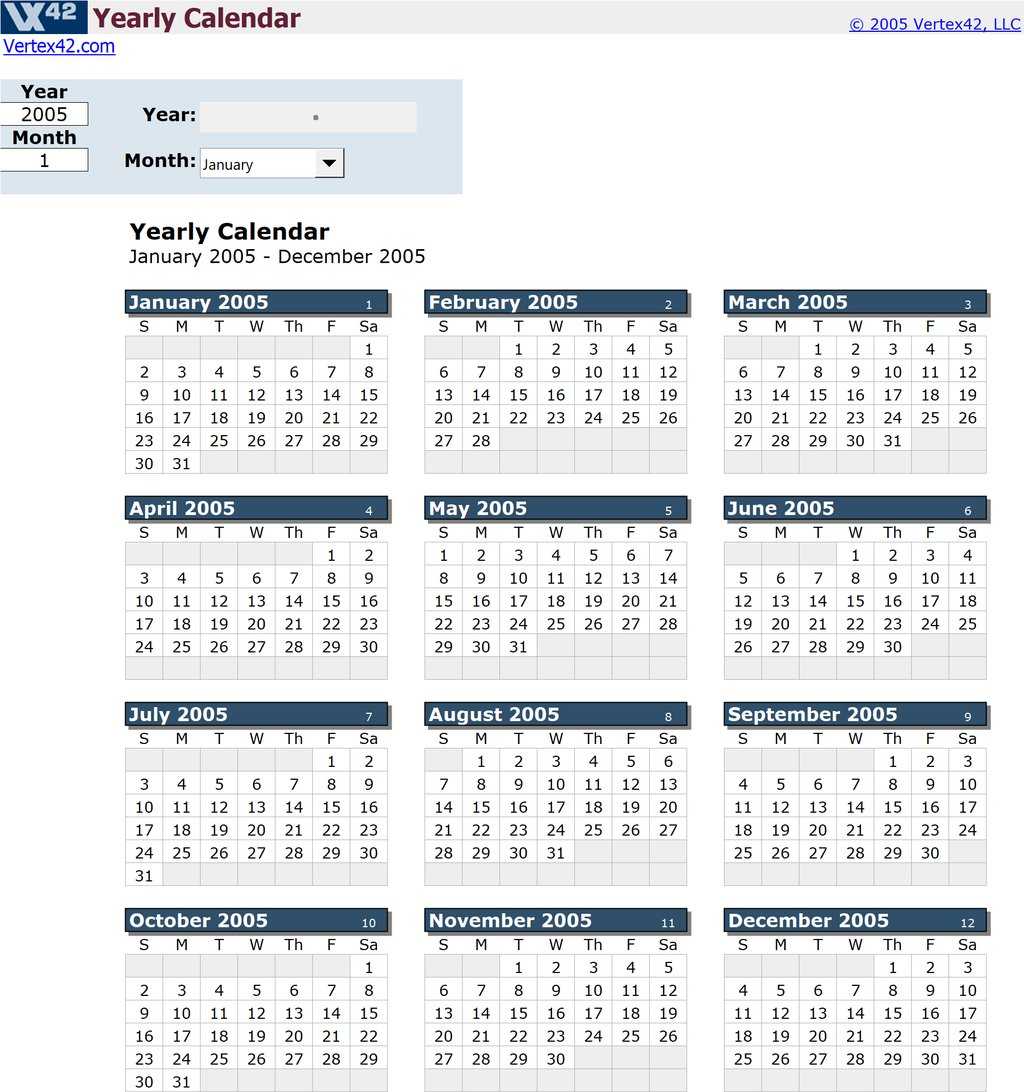 VX42 Yearly Calendar © 2005 Vertex42, LLC
Vertex42.com
Year
2005 Year:
Month
1 Month: January
Yearly Calendar
January 2005 - December 2005
January 2005 1 February 2005 2 March 2005 3
S M T W Th F Sa S M T W Th F Sa S M T W Th F Sa
1 1 2 3 4 5 1 2 3 4 5
2 3 4 5 6 7 8 6 7 8 9 10 11 12 6 7 8 9 10 11 12
9 10 11 12 13 14 15 13 14 15 16 17 18 19 13 14 15 16 17 18 19
16 17 18 19 20 21 22 20 21 22 23 24 25 26 20 21 22 23 24 25 26
23 24 25 26 27 28 29 27 28 27 28 29 30 31
30 31
April 2005 4 May 2005 5 June 2005 6
S M T W Th F Sa S M T W Th F Sa S M T W Th F Sa
1 2 1 2 3 4 5 6 7 1 2 3 4
3 4 5 6 7 8 9 8 9 10 11 12 13 14 5 6 7 8 9 10 11
10 11 12 13 14 15 16 15 16 17 18 19 20 21 12 13 14 15 16 17 18
17 18 19 20 21 22 23 22 23 24 25 26 27 28 19 20 21 22 23 24 25
24 25 26 27 28 29 30 29 30 31 26 27 28 29 30
July 2005 7 August 2005 8 September 2005 9
S M T W Th F Sa S M T W Th F Sa S M T W Th F Sa
1 2 1 2 3 4 5 6 1 2 3
3 4 5 6 7 8 9 7 8 9 10 11 12 13 4 5 6 7 8 9 10
10 11 12 13 14 15 16 14 15 16 17 18 19 20 11 12 13 14 15 16 17
17 18 19 20 21 22 23 21 22 23 24 25 26 27 18 19 20 21 22 23 24
24 25 26 27 28 29 30 28 29 30 31 25 26 27 28 29 30
31
October 2005 10 November 2005 11 December 2005 12
S M T W Th F Sa S M T W Th F Sa S M T W Th F Sa
1 1 2 3 4 5 1 2 3
2 3 4 5 6 7 8 6 7 8 9 10 11 12 4 5 6 7 8 9 10
9 10 11 12 13 14 15 13 14 15 16 17 18 19 11 12 13 14 15 16 17
16 17 18 19 20 21 22 20 21 22 23 24 25 26 18 19 20 21 22 23 24
23 24 25 26 27 28 29 27 28 29 30 25 26 27 28 29 30 31
30 31